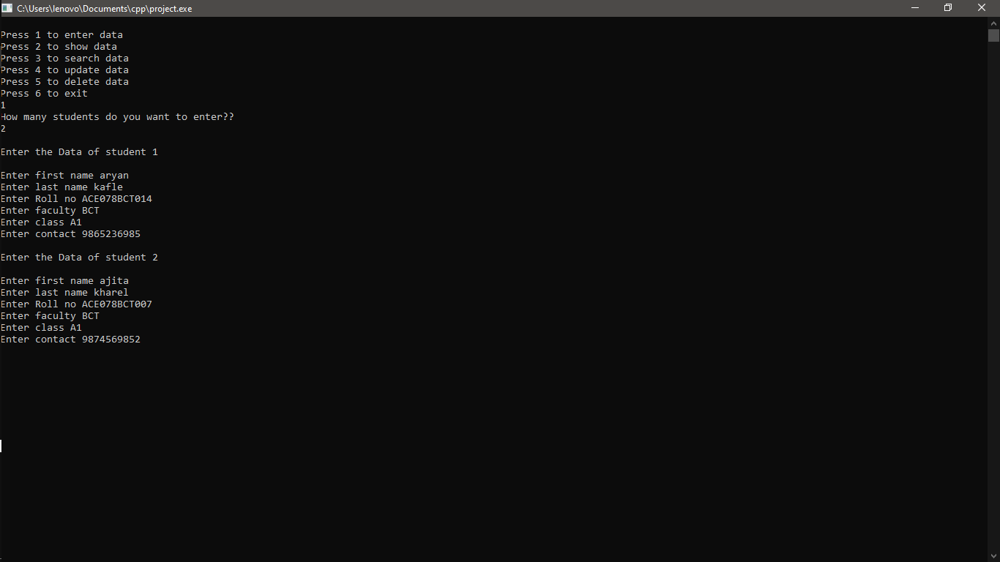 C:\Users\lenovo\Documents\cpp\project.exe
Press 1 to enter data
Press 2 to show data
Press 3 to search data
Press 4 to update data
Press 5 to delete data
Press 6 to exit
1
How many students do you want to enter??
2
Enter the Data of student 1
Enter first name aryan
Enter last name kafle
Enter Roll no ACE078BCT014
Enter faculty BCT
Enter class A1
Enter contact 9865236985
Enter the Data of student 2
Enter first name ajita
Enter last name kharel
Enter Roll no ACE078BCT007
Enter faculty BCT
Enter class A1
Enter contact 9874569852